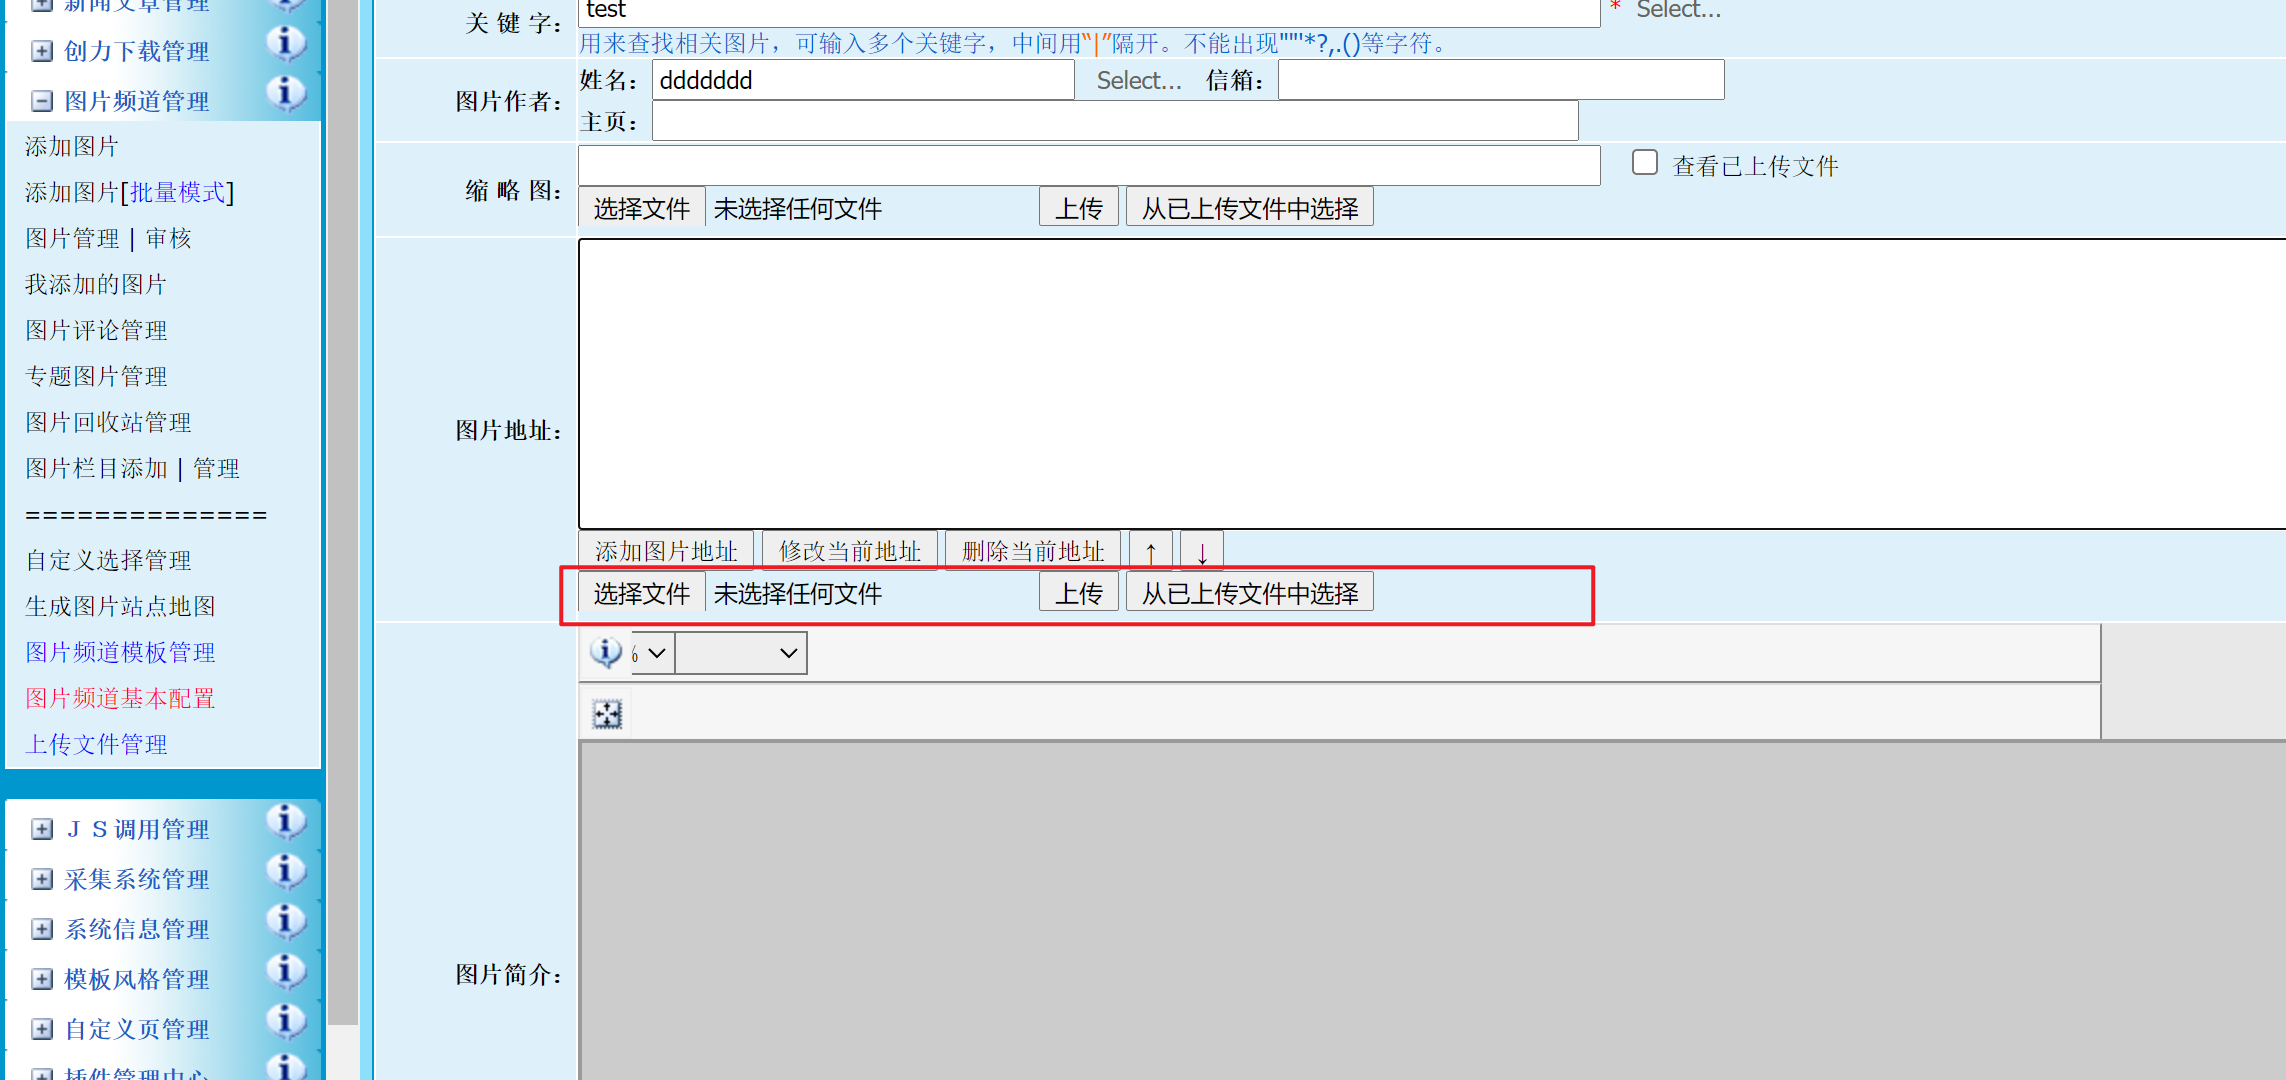 新闻文章管理
创力下载管理
图片频道管理
添加图片
添加图片[批量模式]
图片管理 | 审核
我添加的图片
图片评论管理
专题图片管理
图片回收站管理
图片栏目添加 | 管理
==============
自定义选择管理
生成图片站点地图
图片频道模板管理
图片频道基本配置
上传文件管理
ＪＳ调用管理
采集系统管理
系统信息管理
模板风格管理
自定义页管理
插件管理中心
关 键 字：
test
* Select...
用来查找相关图片，可输入多个关键字，中间用“|”隔开。不能出现"'"*?,.()等字符。
图片作者：
姓名： ddddddd Select... 信箱：
主页：
缩 略 图：
查看已上传文件
选择文件 未选择任何文件 上传 从已上传文件中选择
图片地址：
添加图片地址 修改当前地址 删除当前地址 ↑ ↓
选择文件 未选择任何文件 上传 从已上传文件中选择
%
图片简介：